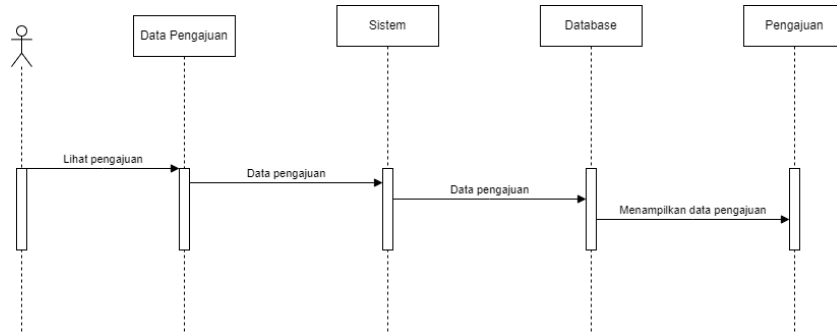 Data Pengajuan
Sistem
Database
Pengajuan
Lihat pengajuan
Data pengajuan
Data pengajuan
Menampilkan data pengajuan